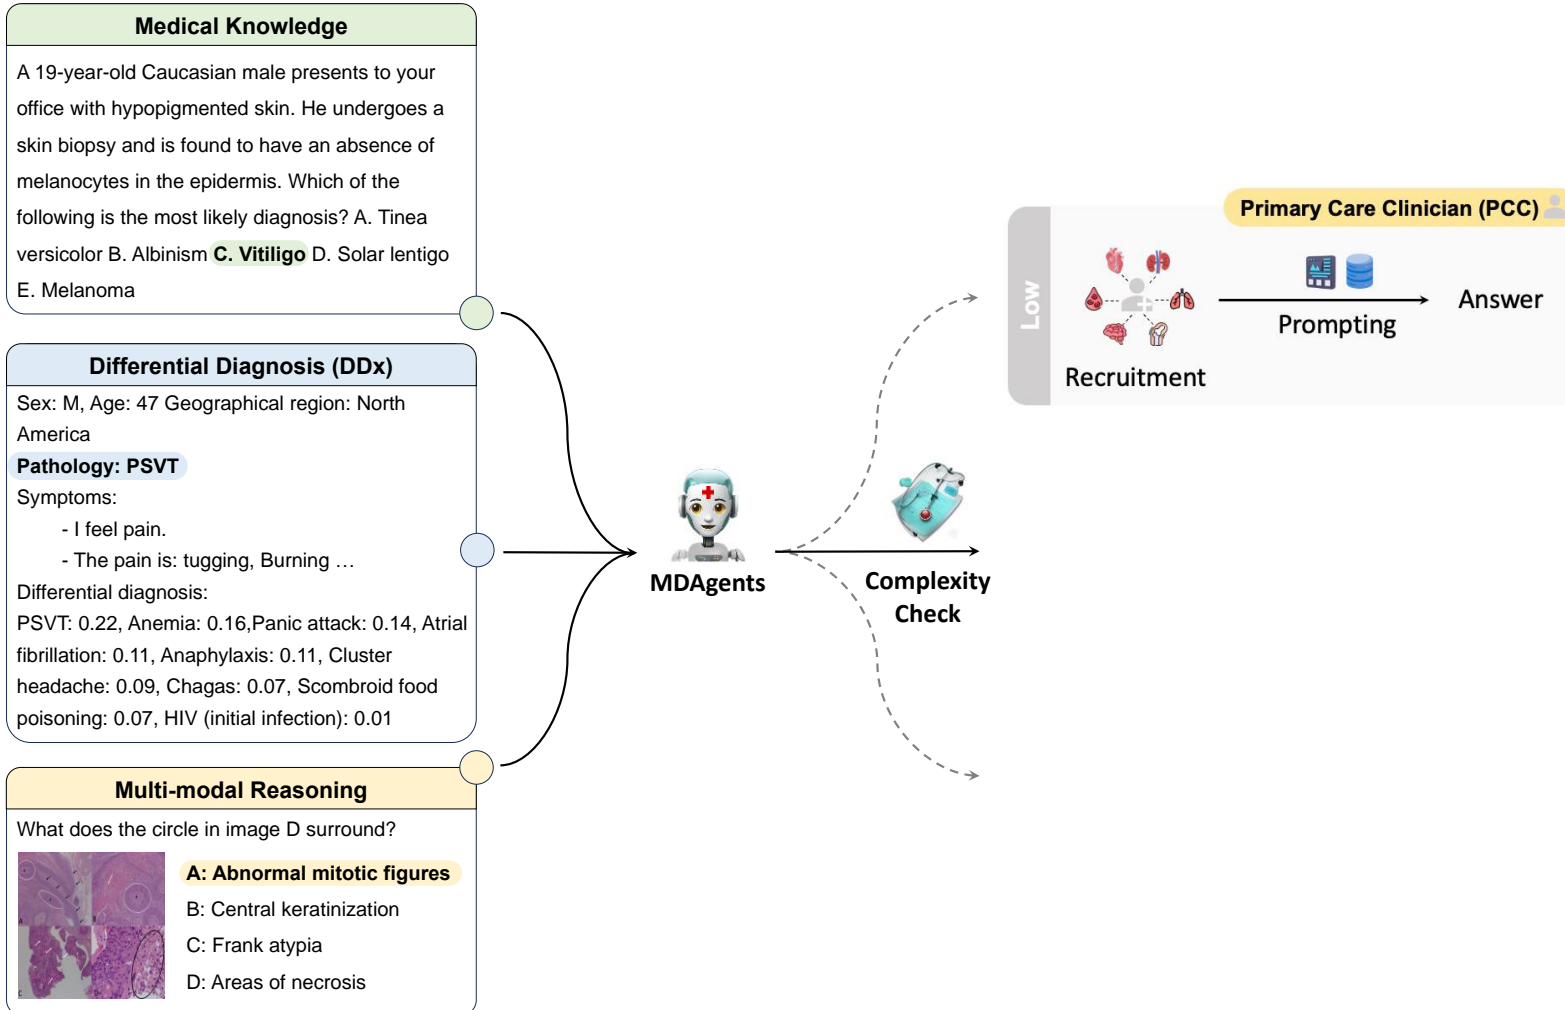 Medical Knowledge
A 19-year-old Caucasian male presents to your
office with hypopigmented skin. He undergoes a
skin biopsy and is found to have an absence of
melanocytes in the epidermis. Which of the
following is the most likely diagnosis? A. Tinea
versicolor B. Albinism C. Vitiligo D. Solar lentigo
E. Melanoma
Differential Diagnosis (DDx)
Sex: M, Age: 47 Geographical region: North
America
Pathology: PSVT
Symptoms:
- I feel pain.
- The pain is: tugging, Burning …
Differential diagnosis:
PSVT: 0.22, Anemia: 0.16,Panic attack: 0.14, Atrial
fibrillation: 0.11, Anaphylaxis: 0.11, Cluster
headache: 0.09, Chagas: 0.07, Scombroid food
poisoning: 0.07, HIV (initial infection): 0.01
Multi-modal Reasoning
What does the circle in image D surround?
A: Abnormal mitotic figures
B: Central keratinization
C: Frank atypia
D: Areas of necrosis
MDAgents
Complexity
Check
Primary Care Clinician (PCC)
Low
Recruitment
Prompting
Answer